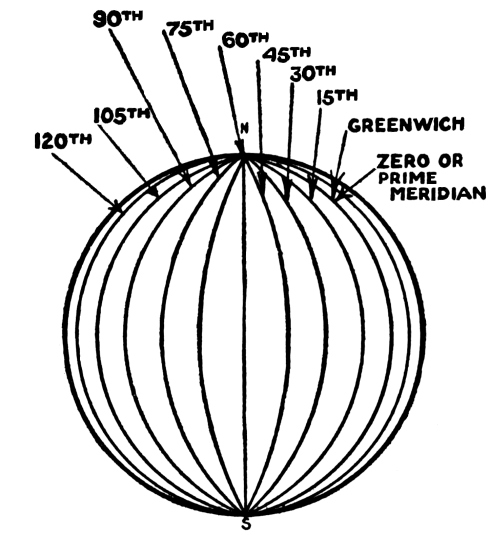 90TH
75TH
60TH
45TH
30TH
15TH
105TH
120TH
N
GREENWICH
ZERO OR
PRIME
MERIDIAN
S